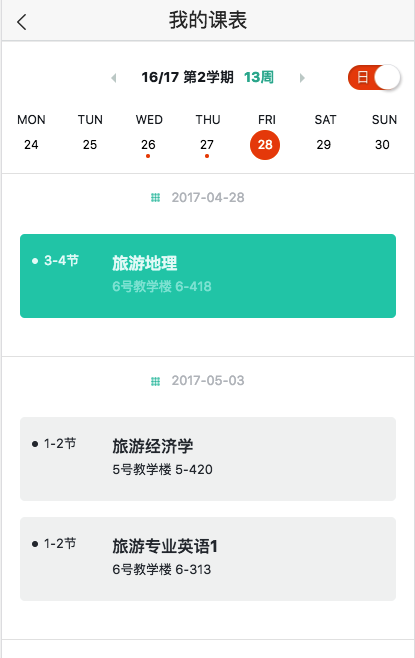 我的课表
16/17 第2学期 13周 日
MON TUN WED THU FRI SAT SUN
24 25 26 27 28 29 30
2017-04-28
3-4节 旅游地理
6号教学楼 6-418
2017-05-03
1-2节 旅游经济学
5号教学楼 5-420
1-2节 旅游专业英语1
6号教学楼 6-313